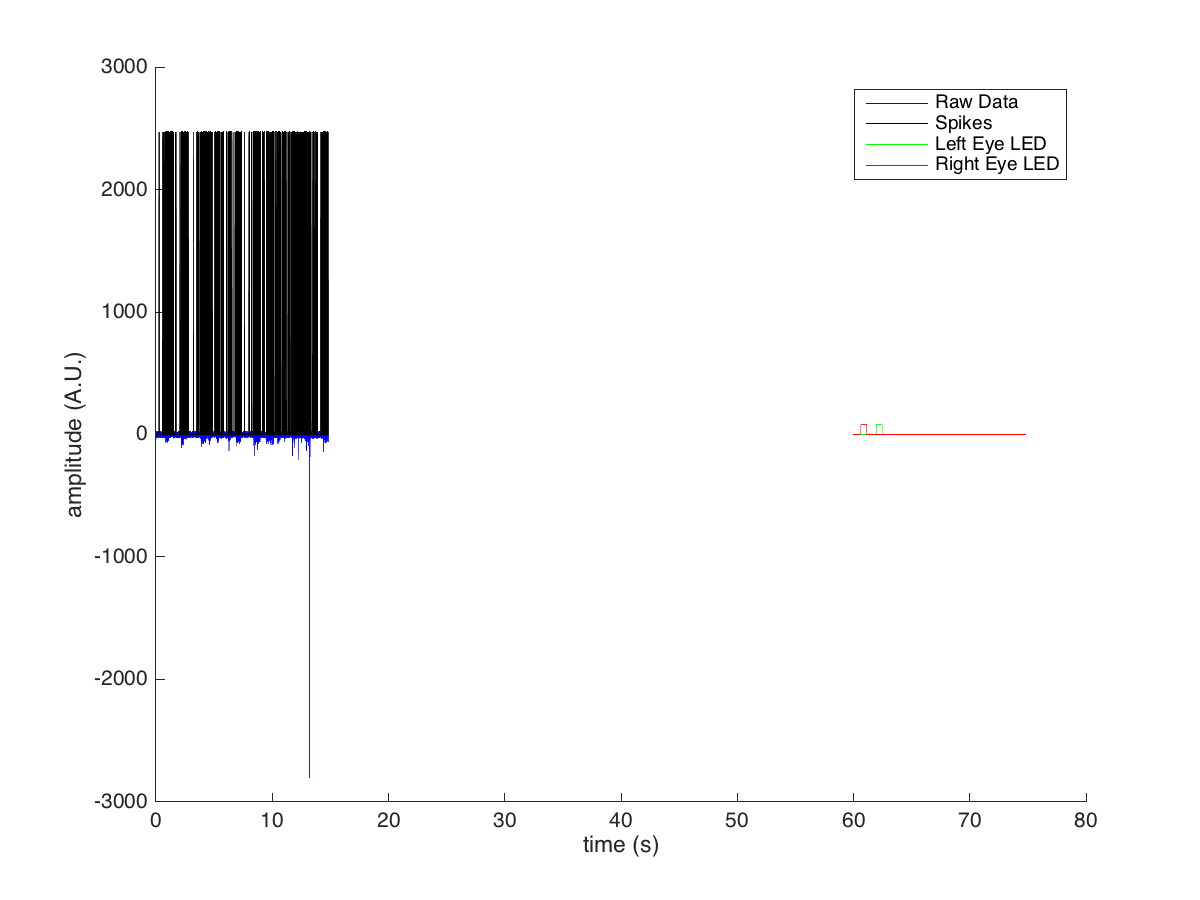 3000
2000
1000
0
-1000
-2000
-3000
amplitude (A.U.)
Raw Data
Spikes
Left Eye LED
Right Eye LED
0 10 20 30 40 50 60 70 80
time (s)